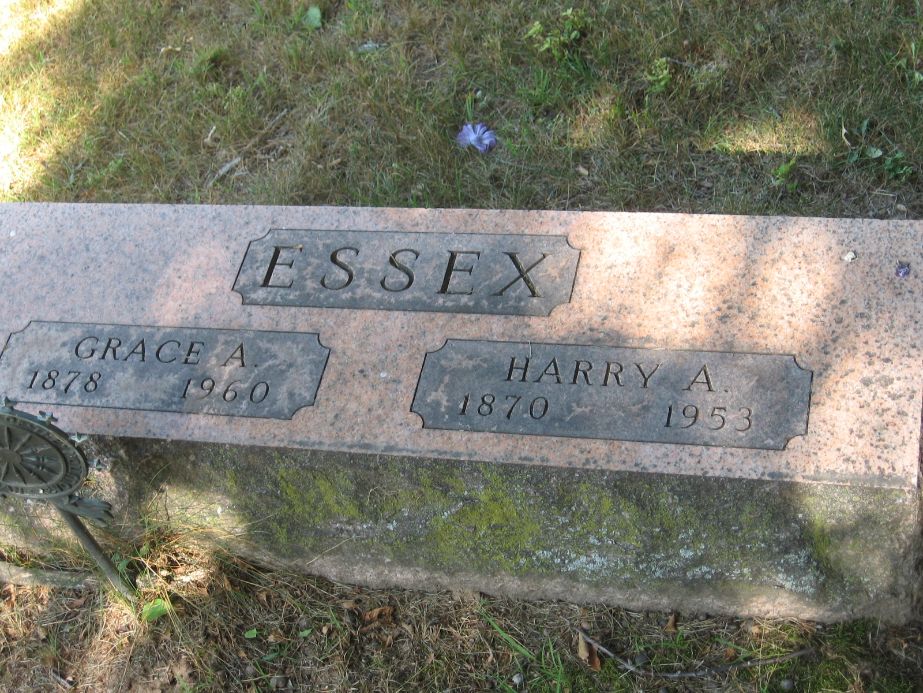 ESSEX
GRACE A.
1878 1960
HARRY A.
1870 1953